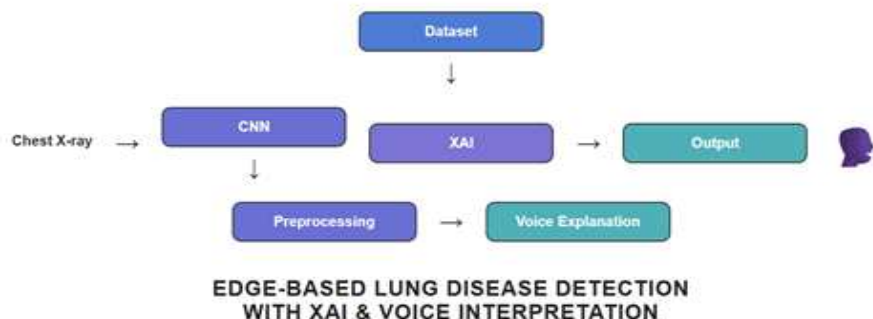 Dataset
CNN
Chest X-ray
XAI
Output
Preprocessing
Voice Explanation
EDGE-BASED LUNG DISEASE DETECTION
WITH XAI & VOICE INTERPRETATION